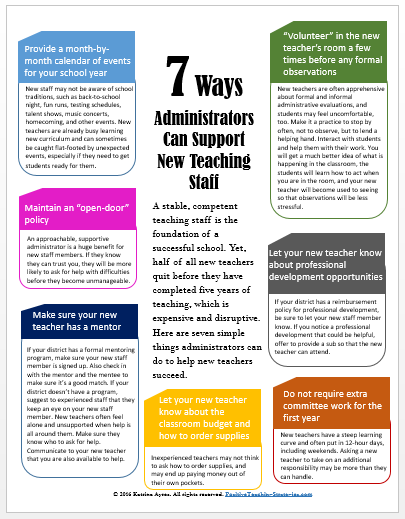 Provide a month-by-
month calendar of events
for your school year
New staff may not be aware of school
traditions, such as back-to-school
night, fun runs, testing schedules,
talent shows, music concerts,
homecoming, and other events. New
teachers are already busy learning
new curriculum and can sometimes
be caught flat-footed by unexpected
events, especially if they need to get
students ready for them.
Maintain an "open-door"
policy
An approachable, supportive
administrator is a huge benefit for
new staff members. If they know
they can trust you, they will be more
likely to ask for help with difficulties
before they become unmanageable.
Make sure your new
teacher has a mentor
If your district has a formal mentoring
program, make sure your new staff
member is signed up. Also check in
with the mentor and the mentee to
make sure it's a good match. If your
district doesn't have a program,
suggest to experienced staff that they
keep an eye on your new staff
member. New teachers often feel
alone and unsupported when help is
all around them. Make sure they
know who to ask for help.
Communicate to your new teacher
that you are also available to help.
7 Ways
Administrators
Can Support
New Teaching
Staff
A stable, competent
teaching staff is the
foundation of a
successful school. Yet,
half of all new teachers
quit before they have
completed five years of
teaching, which is
expensive and disruptive.
Here are seven simple
things administrators can
do to help new teachers
succeed.
Let your new teacher
know about the
classroom budget and
how to order supplies
Inexperienced teachers may not think
to ask how to order supplies, and
may end up paying money out of
their own pockets.
"Volunteer" in the new
teacher's room a few
times before any formal
observations
New teachers are often apprehensive
about formal and informal
administrative evaluations, and
students may feel uncomfortable,
too. Make it a practice to stop by
often, not to observe, but to lend a
helping hand. Interact with students
and help them with their work. You
will get a much better idea of what is
happening in the classroom, the
students will learn how to act when
you are in the room, and your new
teacher will become used to seeing
so that observations will be less
stressful.
Let your new teacher know
about professional
development opportunities
If your district has a reimbursement
policy for professional development,
be sure to let your new staff member
know. If you notice a professional
development that could be helpful,
offer to provide a sub so that the new
teacher can attend.
Do not require extra
committee work for the
first year
New teachers have a steep learning
curve and often put in 12-hour days,
including weekends. Asking a new
teacher to take on an additional
responsibility may be more than they
can handle.
© 2016 Katrina Ayres. All rights reserved.